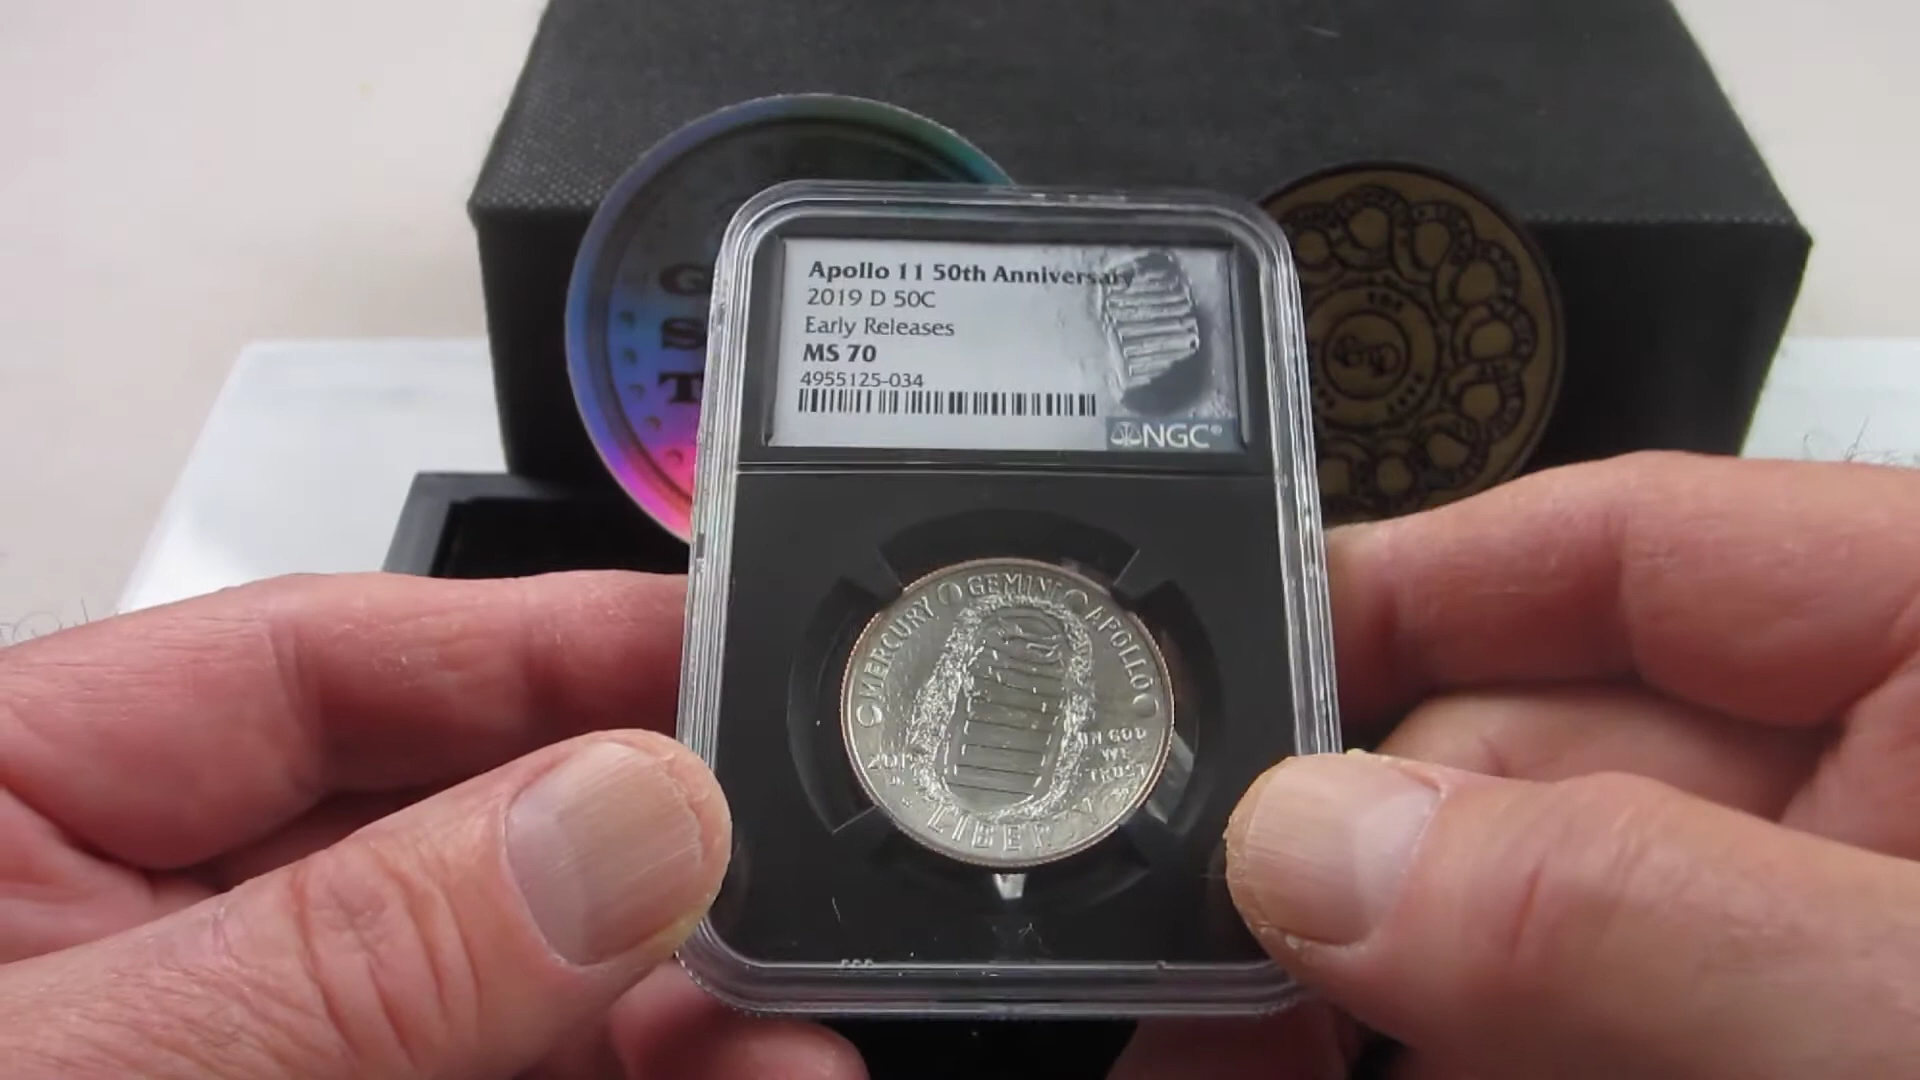 Apollo 11 50th Anniversary
2019 D 50C
Early Releases
MS 70
4955125-034
NGC®
MERCURY GEMINI APOLLO
IN GOD
WE
TRUST
2019
D
LIBERTY
G
S
T